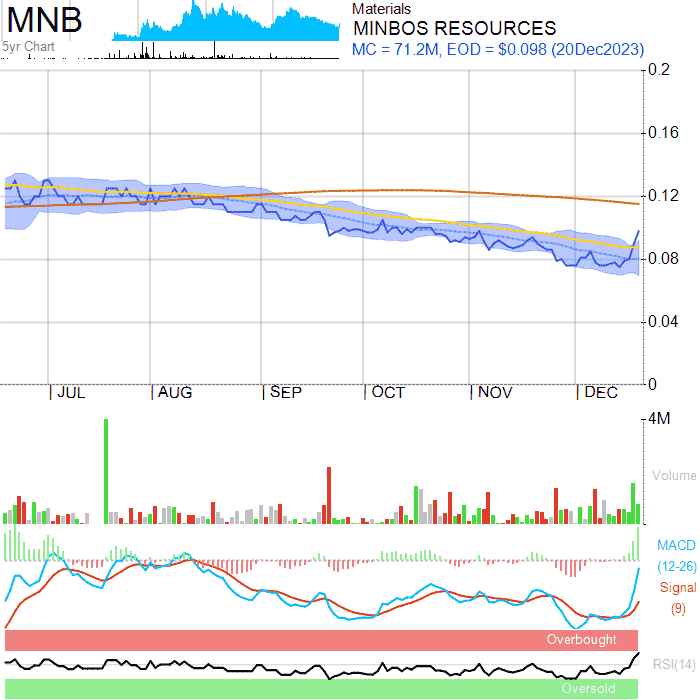 MNB
5yr Chart
Materials
MINBOS RESOURCES
MC = 71.2M, EOD = $0.098 (20Dec2023)
0.2
0.16
0.12
0.08
0.04
0
JUL AUG SEP OCT NOV DEC
4M
Volume
MACD
(12-26)
Signal
(9)
Overbought
RSI(14)
Oversold